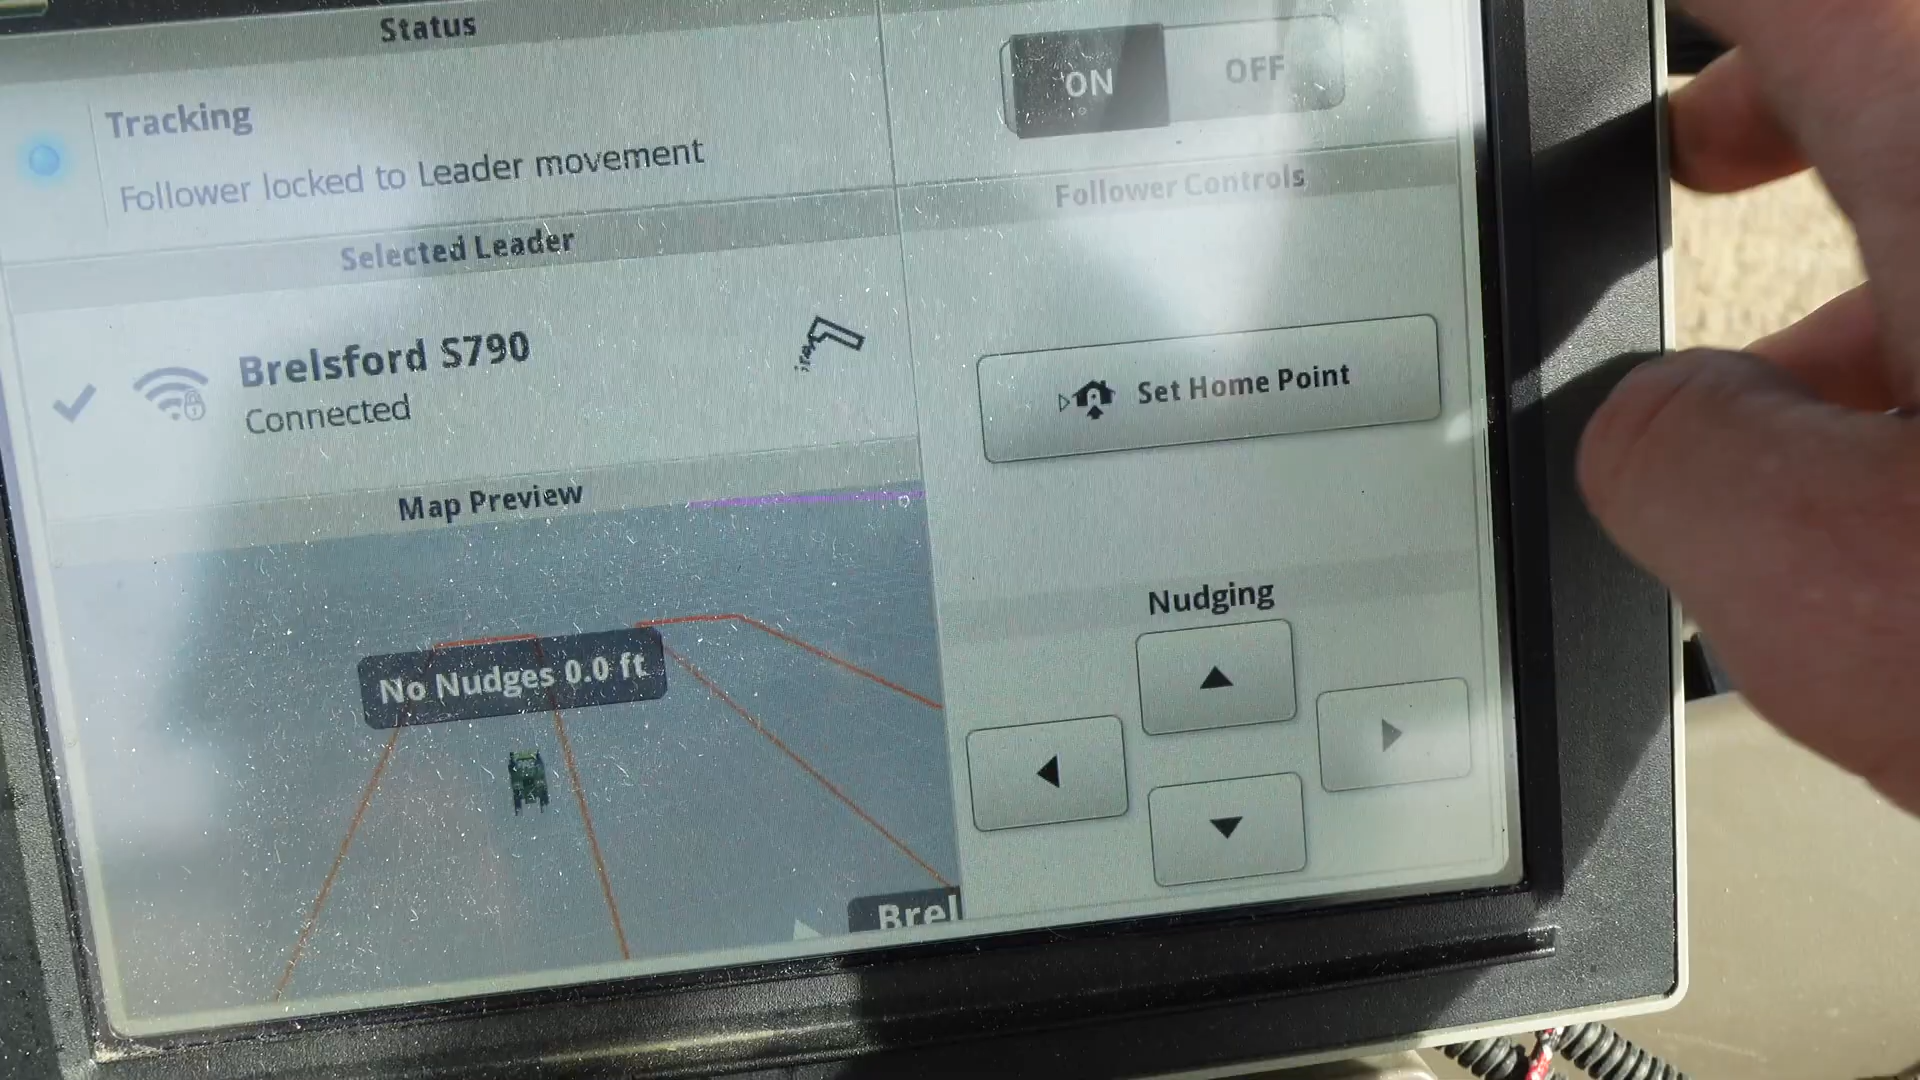 Status
Tracking
Follower locked to Leader movement
Selected Leader
Brelsford S790
Connected
Map Preview
No Nudges 0.0 ft
Brel
ON
OFF
Follower Controls
Set Home Point
Nudging